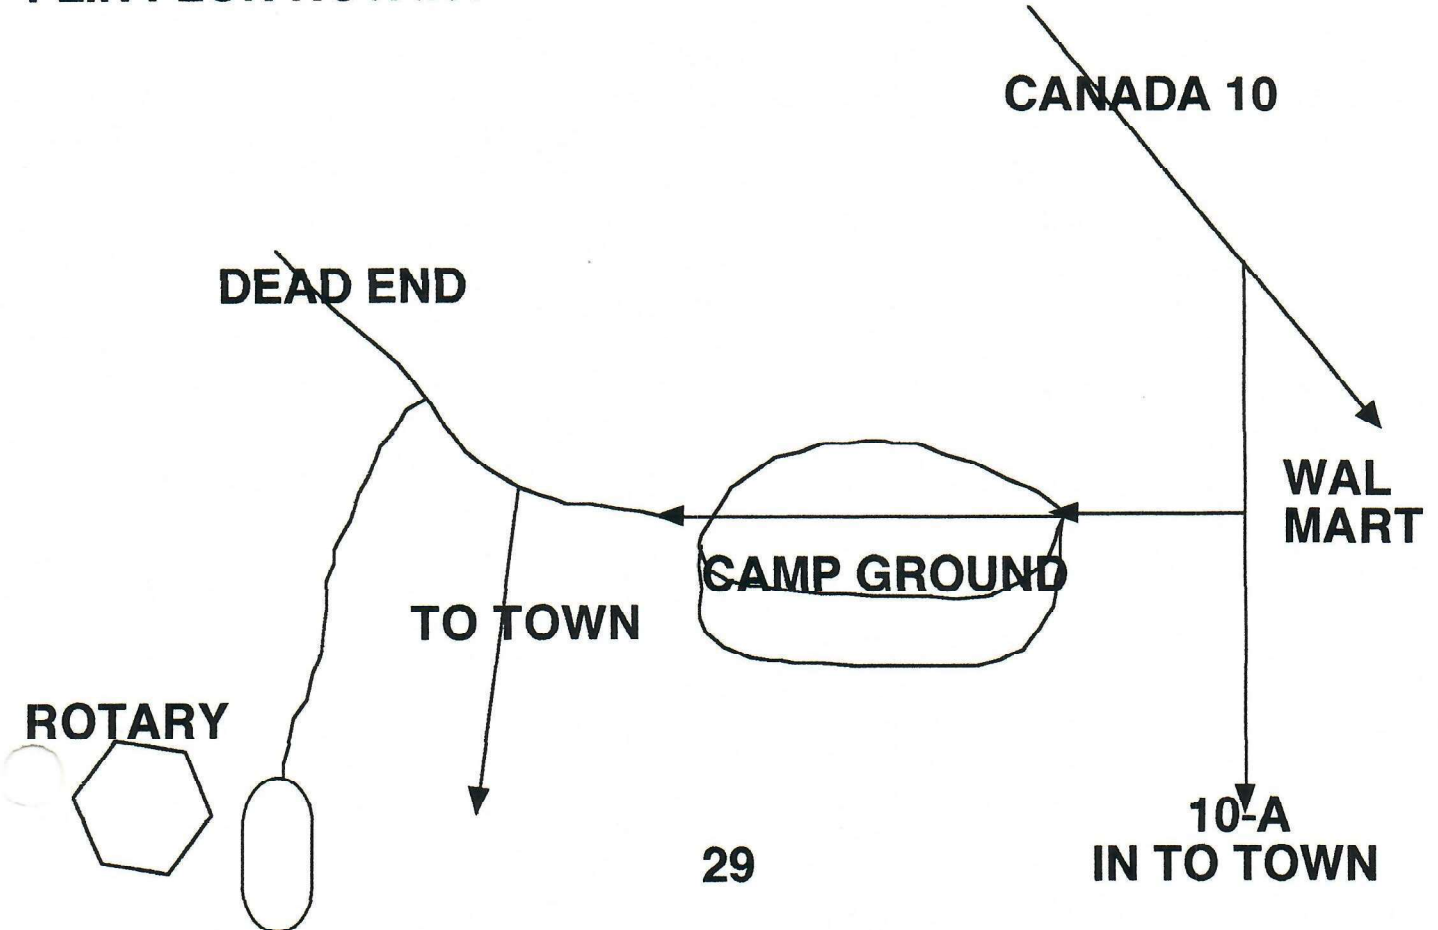 CANADA 10
DEAD END
WAL
MART
CAMP GROUND
TO TOWN
ROTARY
10-A
IN TO TOWN
29